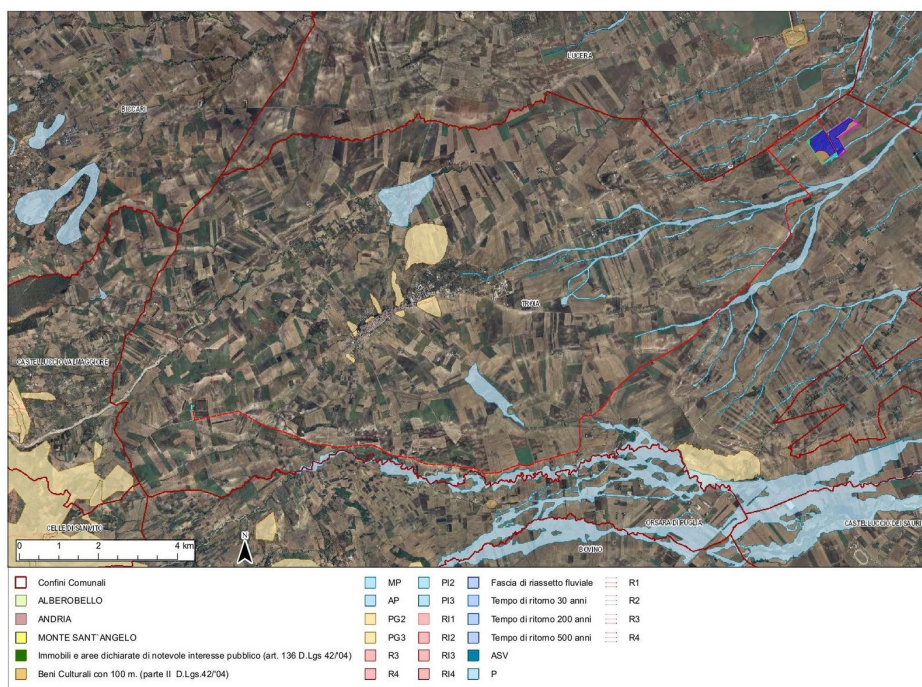 LUCERA
BICCARI
TROIA
CASTELLUCCIO VALMAGGIORE
CELLE DI SAN VITO
ORSARA DI PUGLIA
BOVINO
CASTELLUCCIO DEI SAURI
N
0 1 2 4 km
Confini Comunali
ALBEROBELLO
ANDRIA
MONTE SANT'ANGELO
Immobili e aree dichiarate di notevole interesse pubblico (art. 136 D.Lgs 42/'04)
Beni Culturali con 100 m. (parte II D.Lgs.42/'04)
MP
AP
PG2
PG3
R3
R4
PI2
PI3
RI1
RI2
RI3
RI4
Fascia di riassetto fluviale
Tempo di ritorno 30 anni
Tempo di ritorno 200 anni
Tempo di ritorno 500 anni
ASV
P
R1
R2
R3
R4